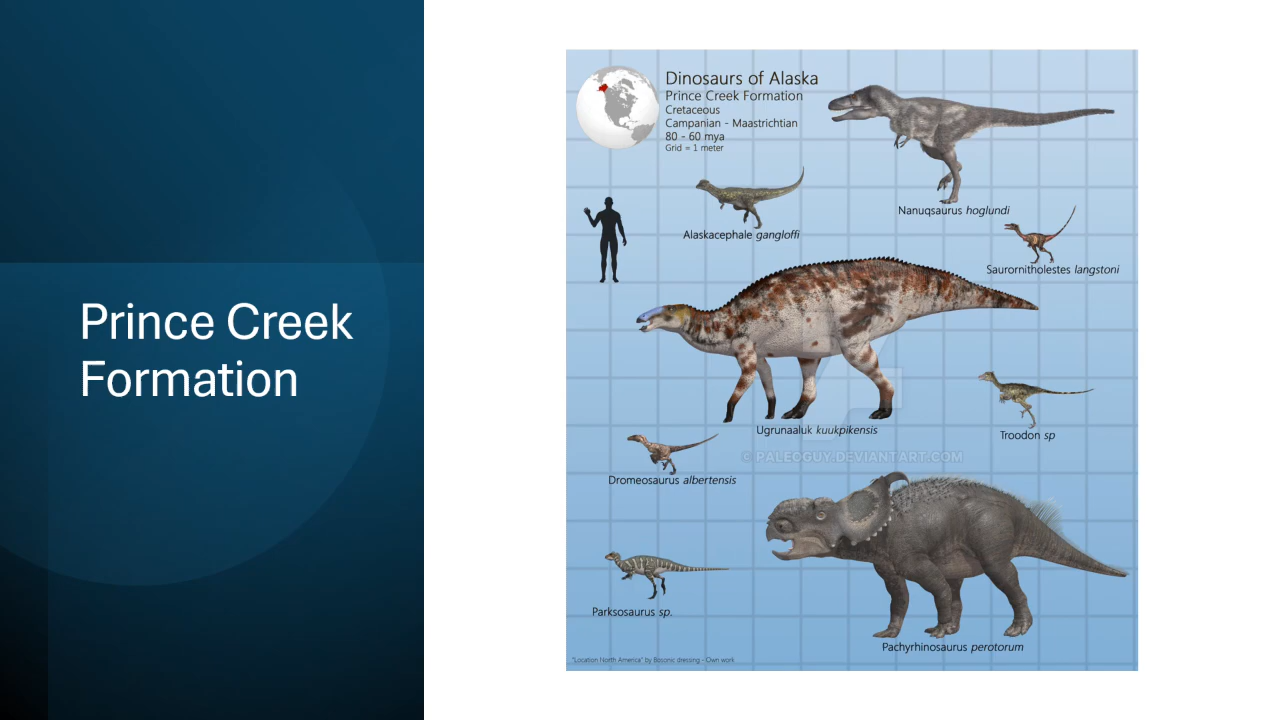 Prince Creek
Formation
Dinosaurs of Alaska
Prince Creek Formation
Cretaceous
Campanian - Maastrichtian
80 - 60 mya
Grid = 1 meter
Nanuqsaurus hoglundi
Alaskacephale gangloffi
Saurornitholestes langstoni
Ugrunaaluk kuukpikensis
Troodon sp
© PALEOGUY.DEVIANTART.COM
Dromeosaurus albertensis
Parksosaurus sp.
Pachyrhinosaurus perotorum
"Location North America" by Bosonic dressing - Own work